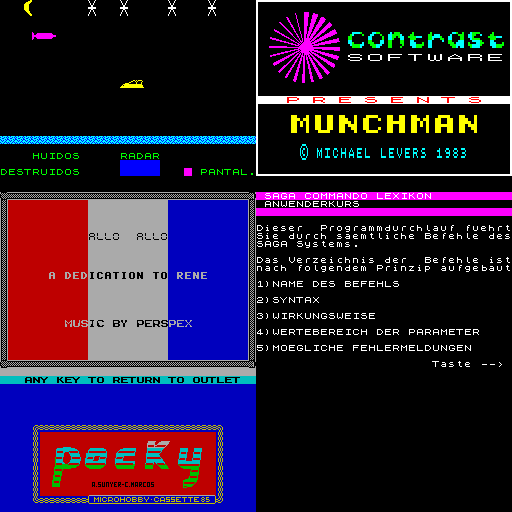 HUIDOS RADAR
DESTRUIDOS PANTAL.
contrast
SOFTWARE
PRESENTS
MUNCHMAN
© MICHAEL LEVERS 1983
ALLO ALLO
A DEDICATION TO RENE
MUSIC BY PERSPEX
ANY KEY TO RETURN TO OUTLET
SAGA COMMANDO LEXIKON
ANWENDERKURS
Dieser Programmdurchlauf fuehrt
Sie durch saemtliche Befehle des
SAGA Systems.
Das Verzeichnis der Befehle ist
nach folgendem Prinzip aufgebaut
1)NAME DES BEFEHLS
2)SYNTAX
3)WIRKUNGSWEISE
4)WERTEBEREICH DER PARAMETER
5)MOEGLICHE FEHLERMELDUNGEN
Taste -->
pocky
A.SUNYER-C.MARCOS
MICROHOBBY-CASSETTE 85